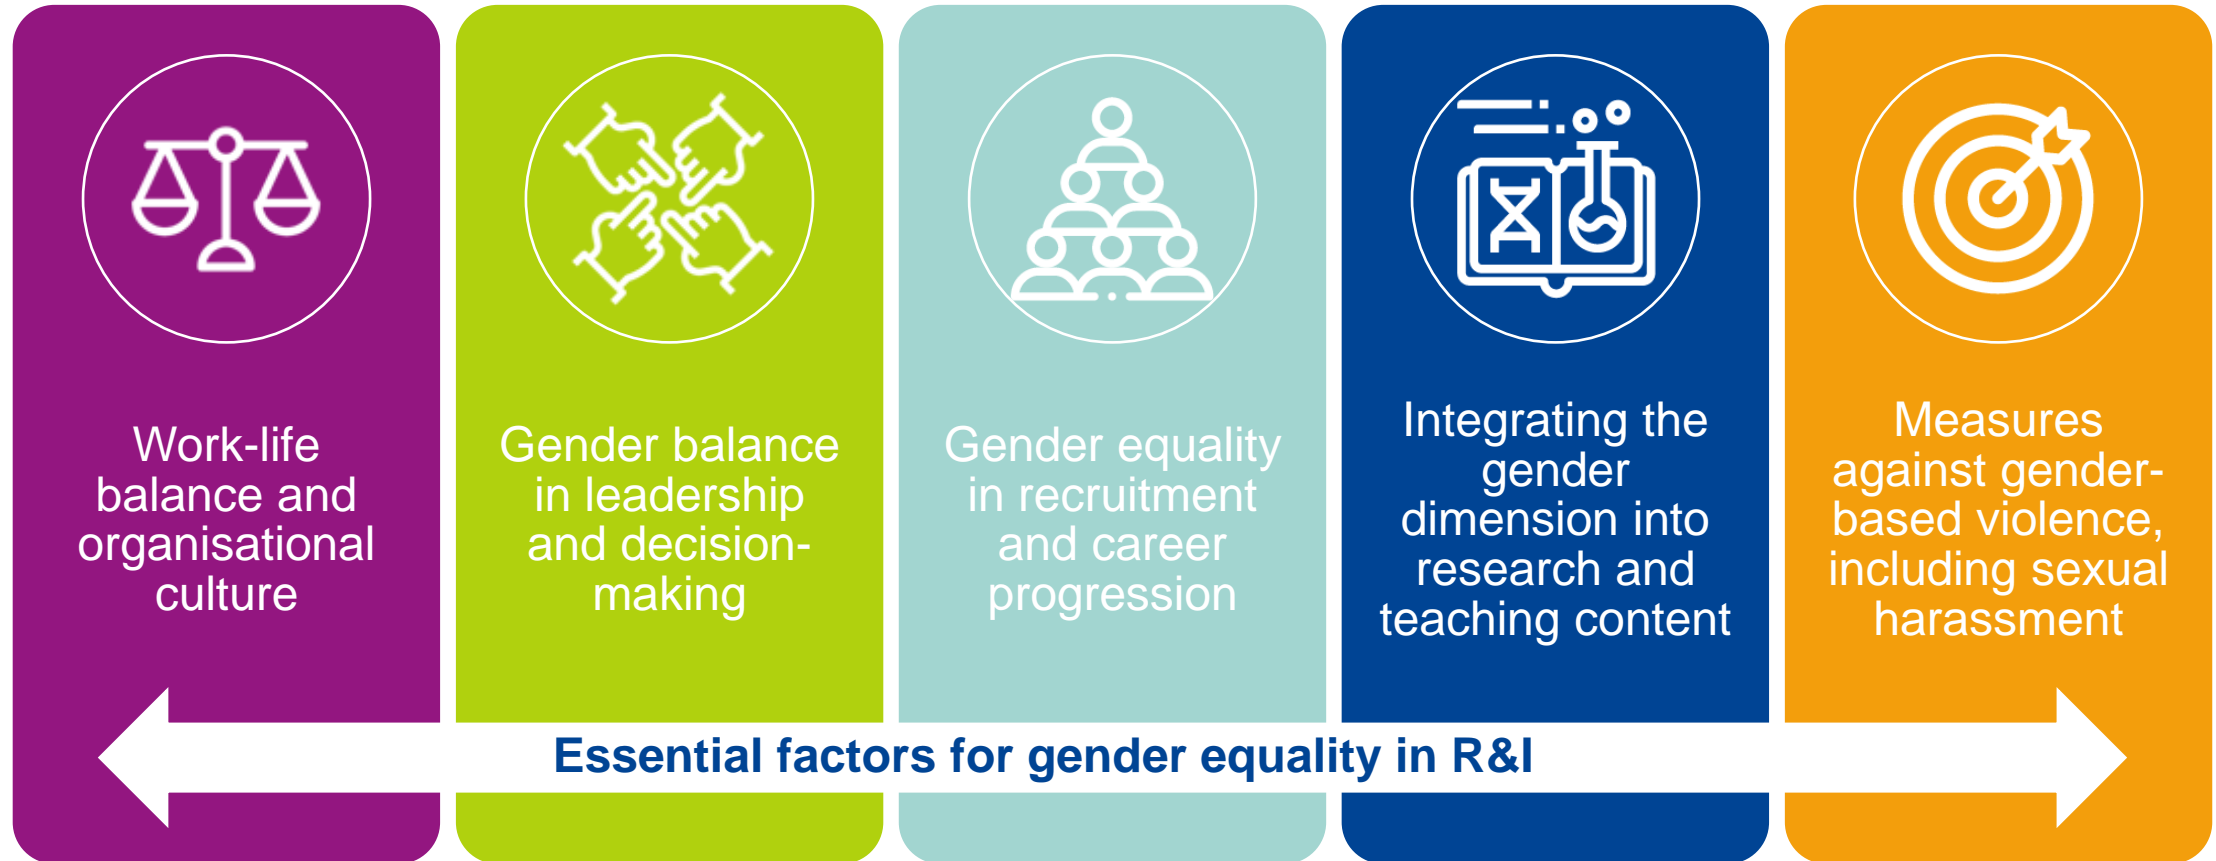 Work-life
balance and
organisational
culture
Gender balance
in leadership
and decision-
making
Gender equality
in recruitment
and career
progression
Integrating the
gender
dimension into
research and
teaching content
Measures
against gender-
based violence,
including sexual
harassment
Essential factors for gender equality in R&I